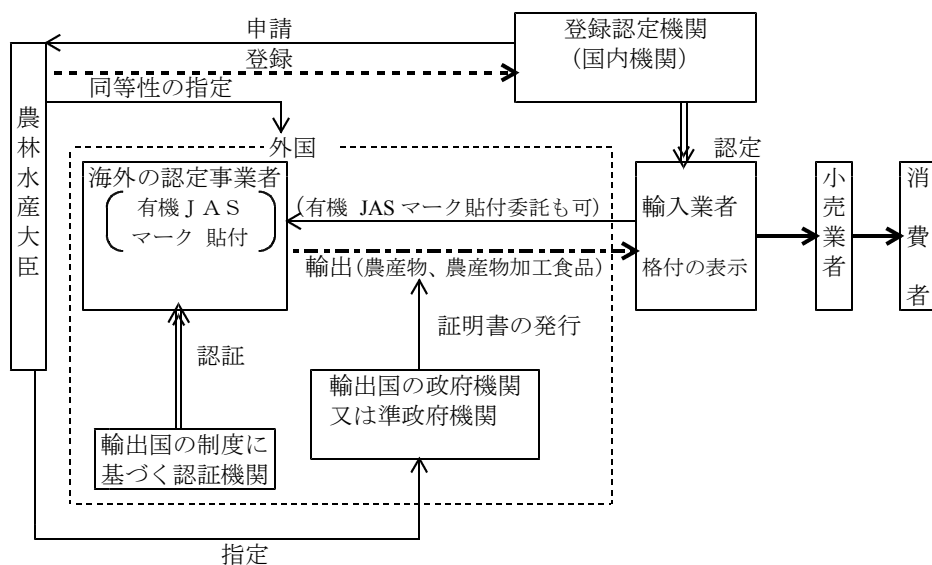 申請
登録
同等性の指定
農林水産大臣
登録認定機関
（国内機関）
認定
外国
海外の認定事業者
有機ＪＡＳ
マーク 貼付
（有機 JASマーク貼付委託も可）
輸出（農産物、農産物加工食品）
輸入業者
格付の表示
小売業者
消費者
証明書の発行
認証
輸出国の政府機関
又は準政府機関
輸出国の制度に
基づく認証機関
指定